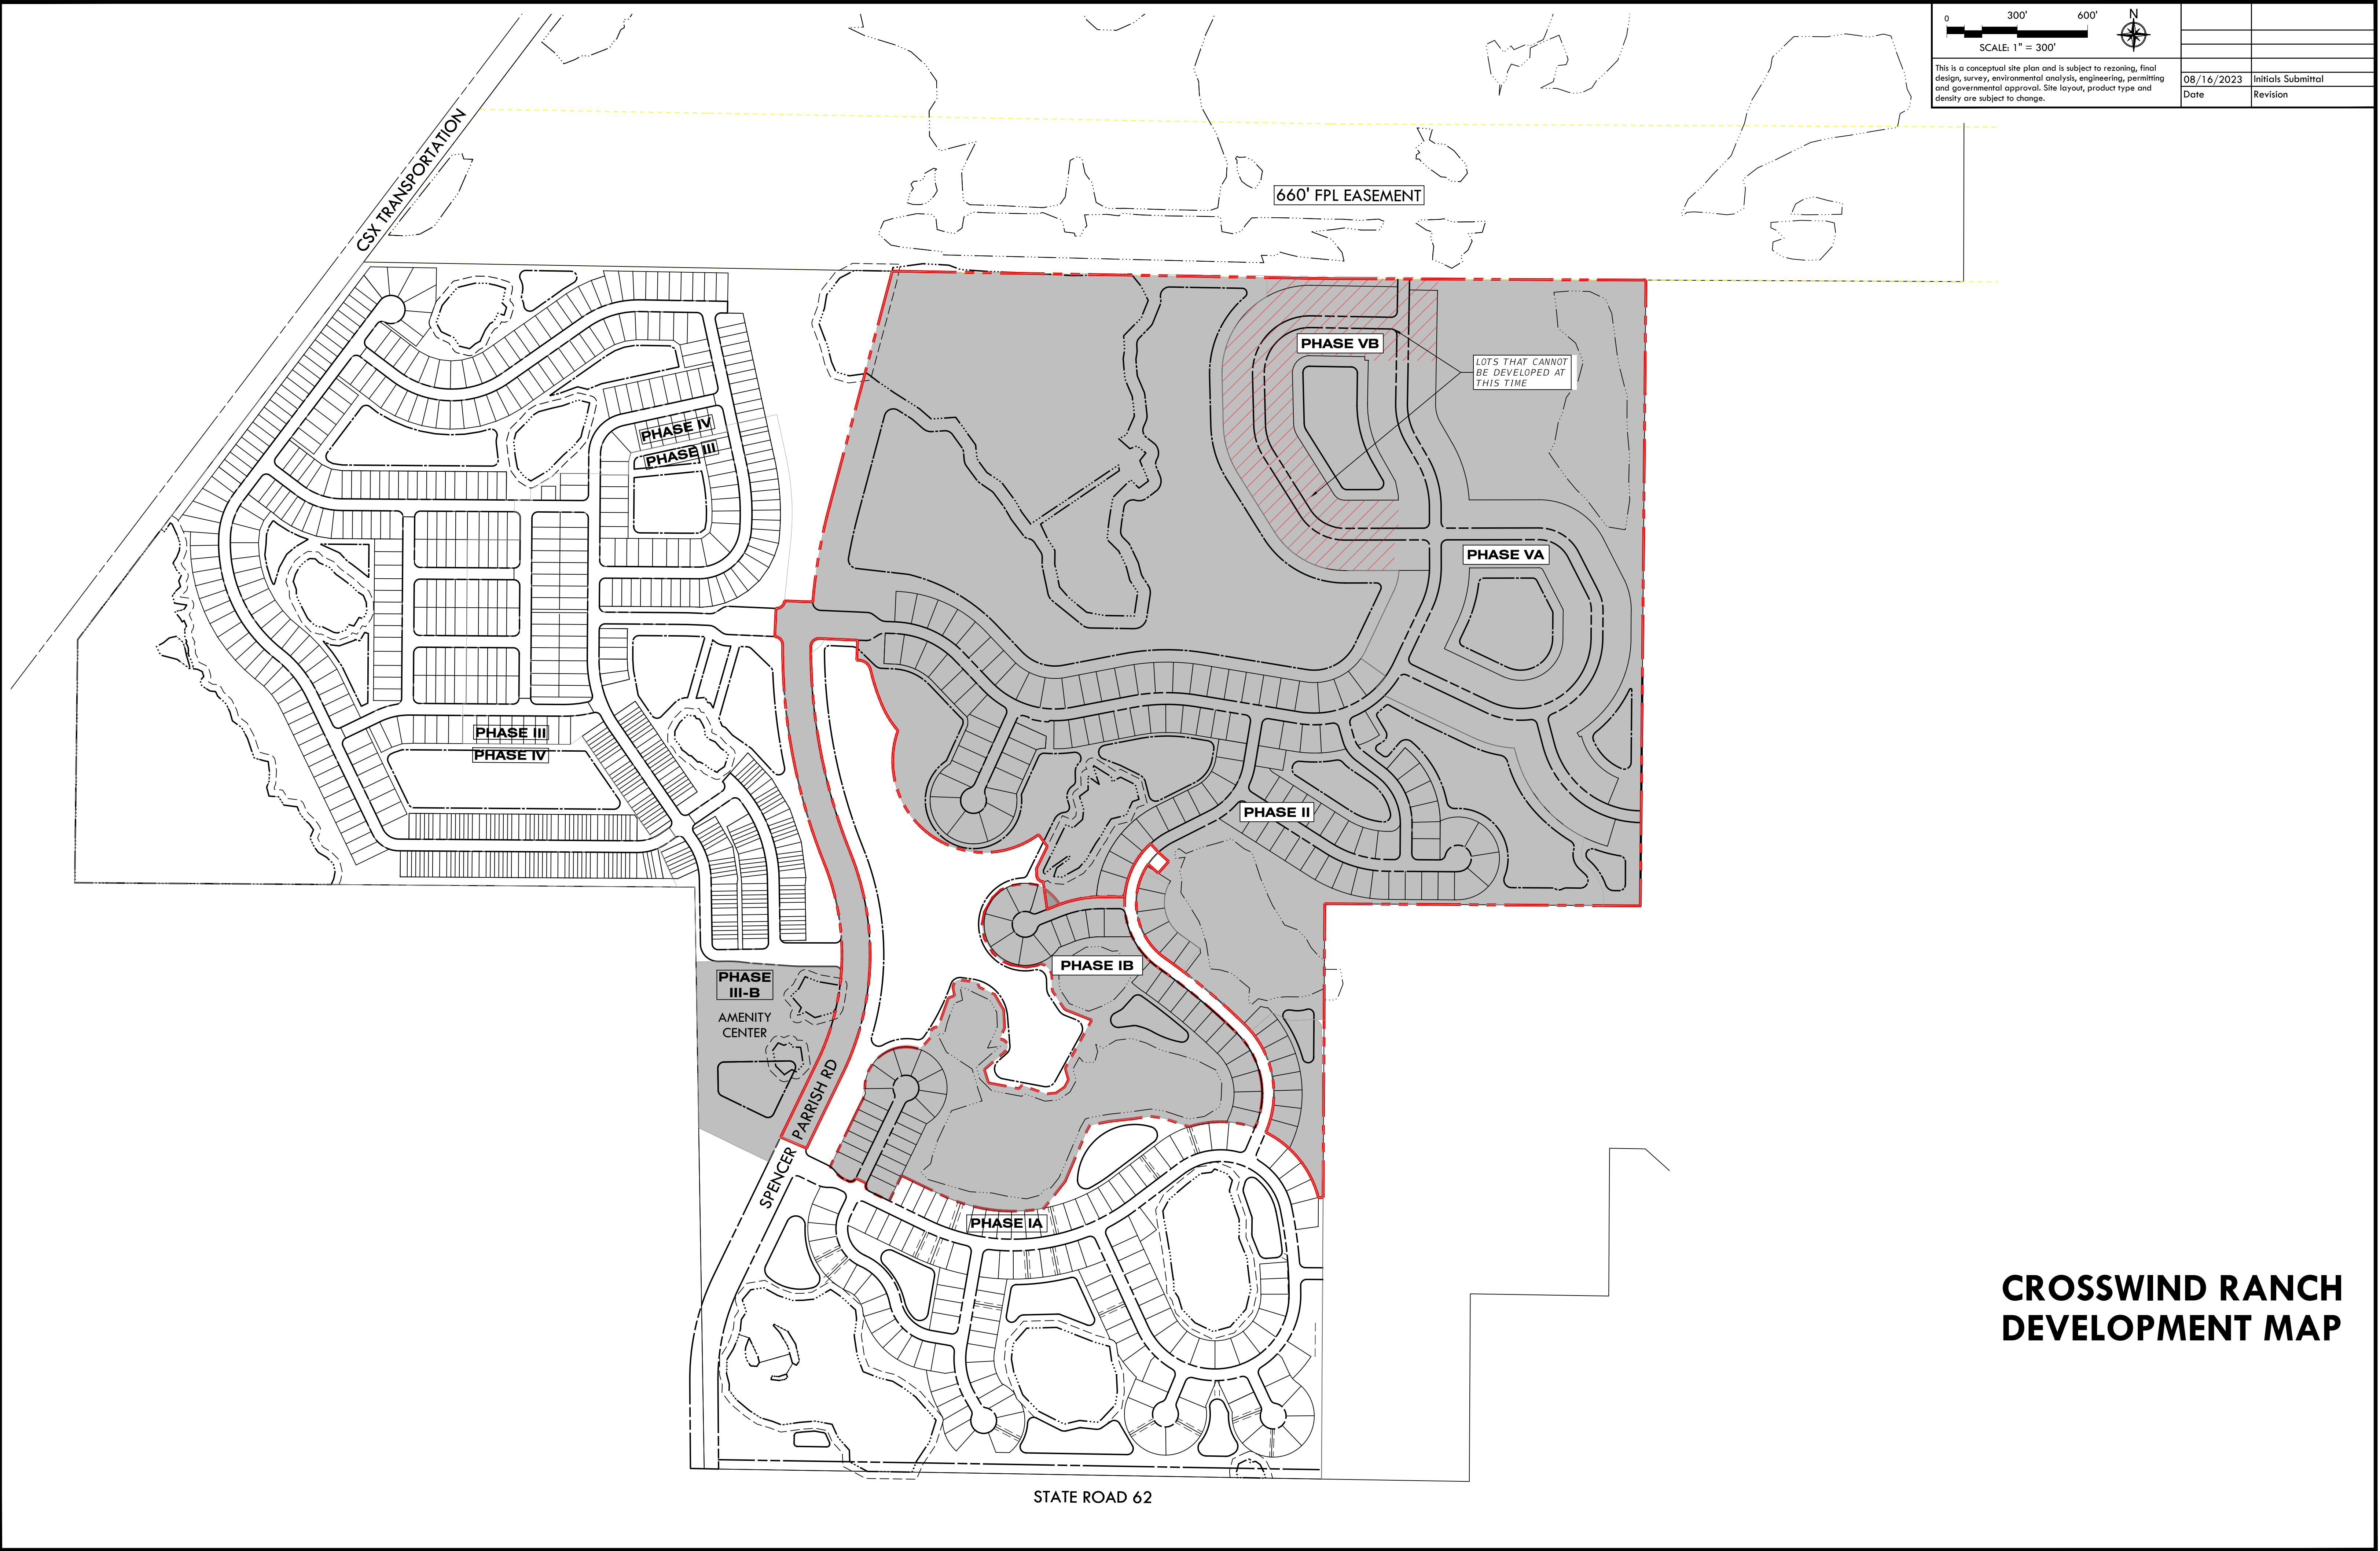 0 300' 600'
N
SCALE: 1" = 300'
This is a conceptual site plan and is subject to rezoning, final
design, survey, environmental analysis, engineering, permitting
and governmental approval. Site layout, product type and
density are subject to change.
08/16/2023 Initials Submittal
Date Revision
CSX TRANSPORTATION
660' FPL EASEMENT
PHASE VB
LOTS THAT CANNOT
BE DEVELOPED AT
THIS TIME
PHASE IV
PHASE III
PHASE VA
PHASE III
PHASE IV
PHASE II
PHASE IB
PHASE
III-B
AMENITY
CENTER
SPENCER PARRISH RD
PHASE IA
CROSSWIND RANCH
DEVELOPMENT MAP
STATE ROAD 62